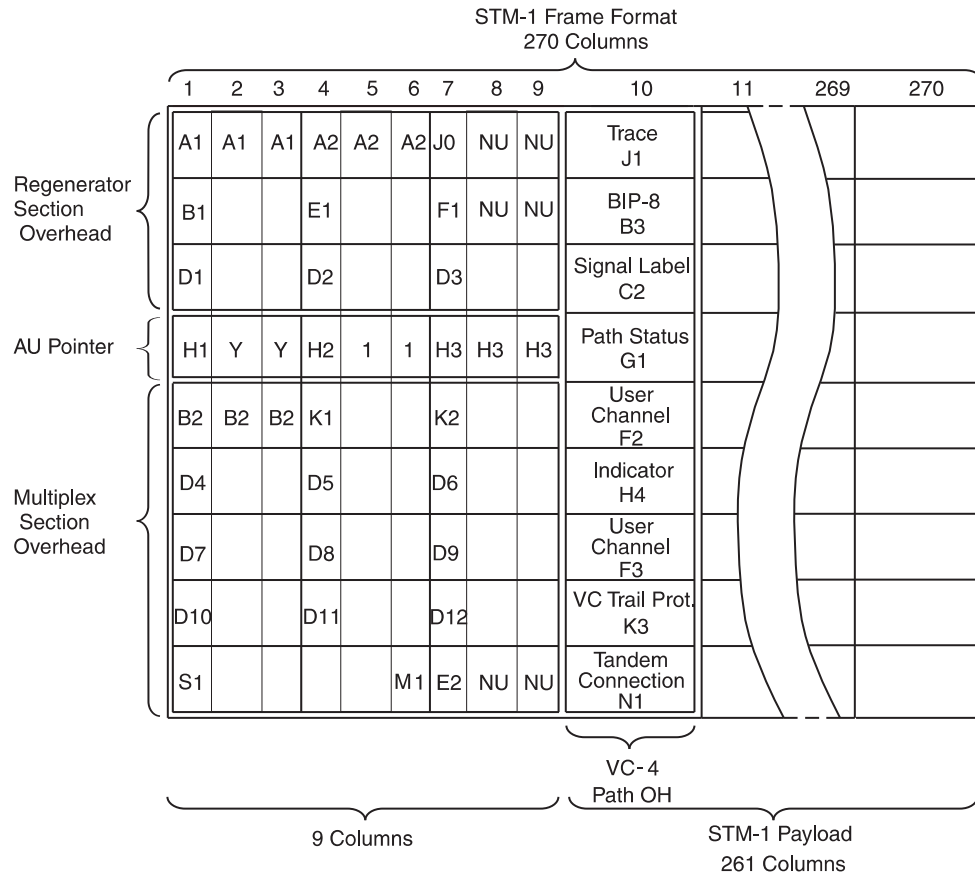 STM-1 Frame Format
270 Columns
1 2 3 4 5 6 7 8 9 10 11 269 270
Regenerator
Section
Overhead
A1 A1 A1 A2 A2 A2 J0 NU NU
Trace
J1
B1 E1 F1 NU NU
BIP-8
B3
D1 D2 D3
Signal Label
C2
AU Pointer
H1 Y Y H2 1 1 H3 H3 H3
Path Status
G1
Multiplex
Section
Overhead
B2 B2 B2 K1 K2
User
Channel
F2
D4 D5 D6
Indicator
H4
D7 D8 D9
User
Channel
F3
D10 D11 D12
VC Trail Prot.
K3
S1 M1 E2 NU NU
Tandem
Connection
N1
VC-4
Path OH
9 Columns
STM-1 Payload
261 Columns